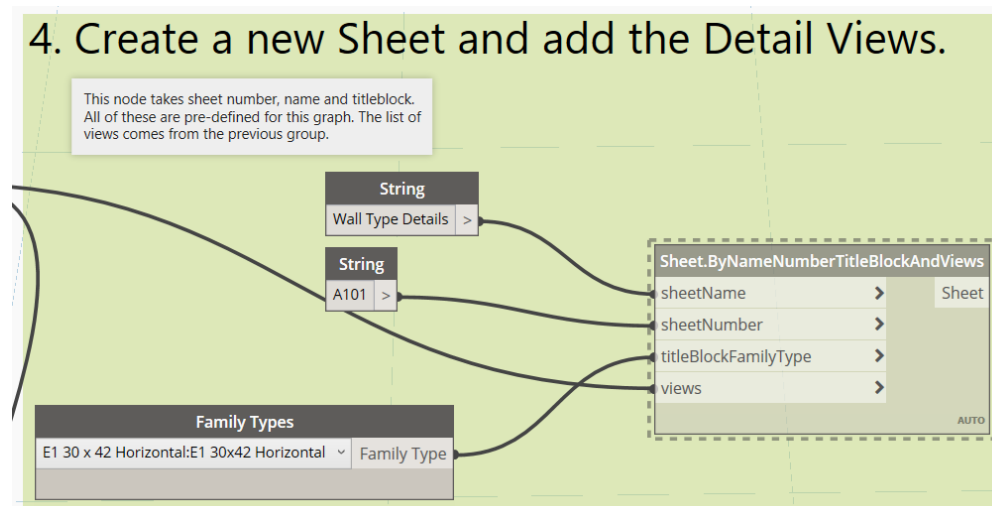 4. Create a new Sheet and add the Detail Views.
This node takes sheet number, name and titleblock.
All of these are pre-defined for this graph. The list of
views comes from the previous group.
String
Wall Type Details >
String
A101 >
Sheet.ByNameNumberTitleBlockAndViews
sheetName > Sheet
sheetNumber >
titleBlockFamilyType >
views >
AUTO
Family Types
E1 30 x 42 Horizontal:E1 30x42 Horizontal Family Type